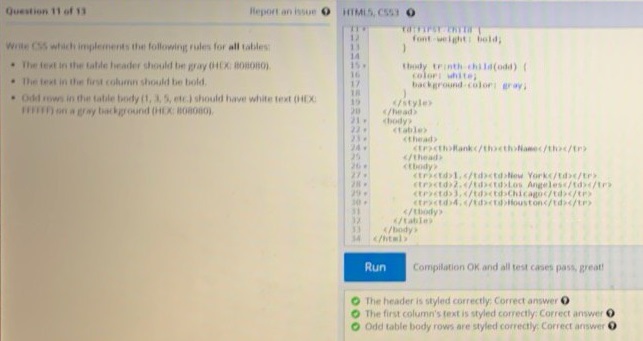 Question 11 of 13
Report an issue
Write CSS which implements the following rules for all tables:
• The text in the table header should be gray (HEX: 808080).
• The text in the first column should be bold.
• Odd rows in the table body (1, 3, 5, etc.) should have white text (HEX:
FFFFFF) on a gray background (HEX: 808080).
HTML5, CSS3
11 td:first-child {
12 font-weight: bold;
13 }
14
15 tbody tr:nth-child(odd) {
16 color: white;
17 background-color: gray;
18 }
19 </style>
20 </head>
21 <body>
22 <table>
23 <thead>
24 <tr><th>Rank</th><th>Name</th></tr>
25 </thead>
26 <tbody>
27 <tr><td>1.</td><td>New York</td></tr>
28 <tr><td>2.</td><td>Los Angeles</td></tr>
29 <tr><td>3.</td><td>Chicago</td></tr>
30 <tr><td>4.</td><td>Houston</td></tr>
31 </tbody>
32 </table>
33 </body>
34 </html>
Run
Compilation OK and all test cases pass, great!
The header is styled correctly: Correct answer
The first column's text is styled correctly: Correct answer
Odd table body rows are styled correctly: Correct answer